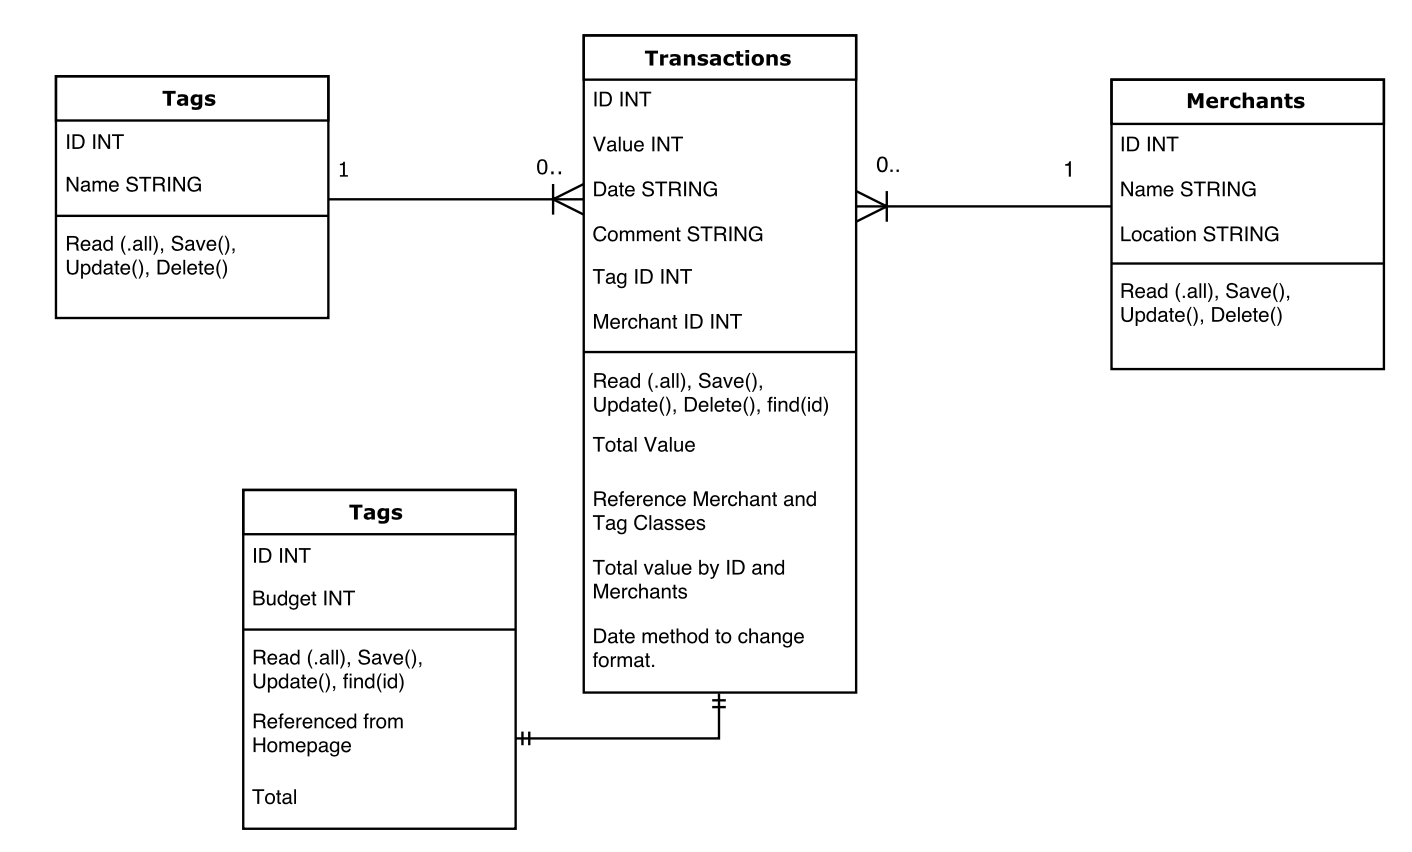 Tags
ID INT
Name STRING
Read (.all), Save(),
Update(), Delete()
1
0..
Transactions
ID INT
Value INT
Date STRING
Comment STRING
Tag ID INT
Merchant ID INT
Read (.all), Save(),
Update(), Delete(), find(id)
Total Value
Reference Merchant and
Tag Classes
Total value by ID and
Merchants
Date method to change
format.
0..
1
Merchants
ID INT
Name STRING
Location STRING
Read (.all), Save(),
Update(), Delete()
Tags
ID INT
Budget INT
Read (.all), Save(),
Update(), find(id)
Referenced from
Homepage
Total